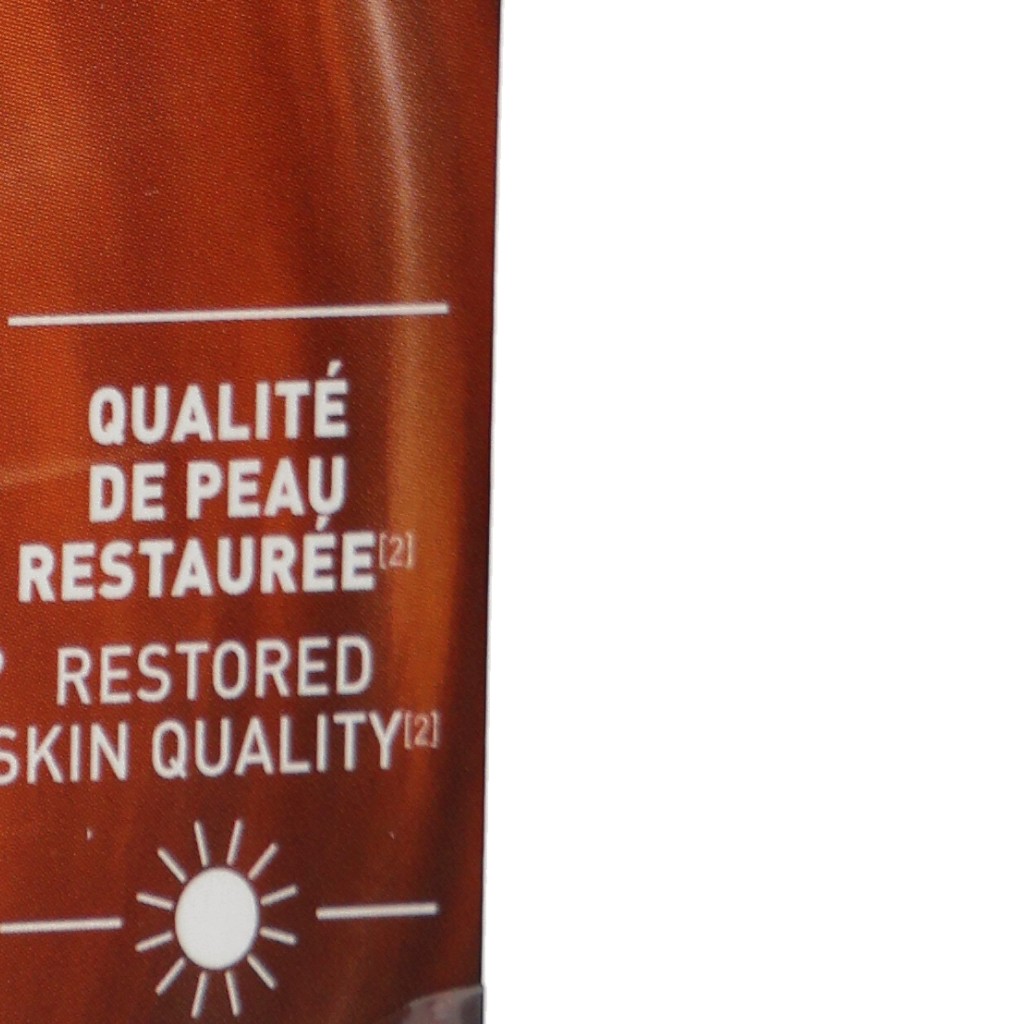 QUALITÉ
DE PEAU
RESTAURÉE[2]
RESTORED
SKIN QUALITY[2]